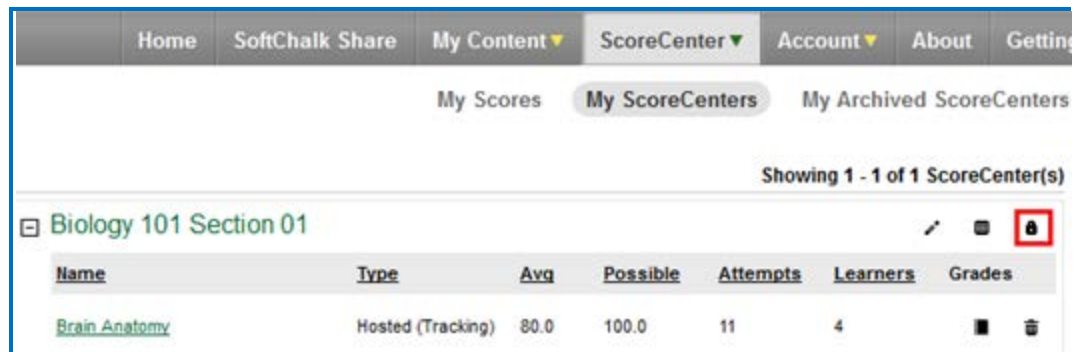 Home SoftChalk Share My Content ScoreCenter Account About Getting
My Scores My ScoreCenters My Archived ScoreCenters
Showing 1 - 1 of 1 ScoreCenter(s)
Biology 101 Section 01
Name Type Avg Possible Attempts Learners Grades
Brain Anatomy Hosted (Tracking) 80.0 100.0 11 4